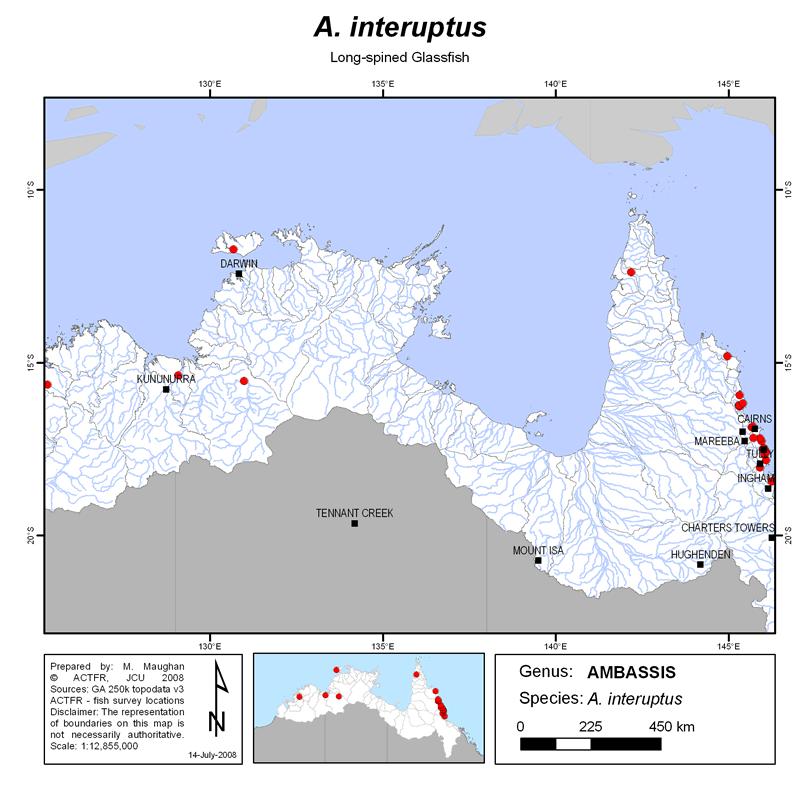 A. interuptus
Long-spined Glassfish
130°E
135°E
140°E
145°E
10°S
10°S
DARWIN
15°S
15°S
KUNUNURRA
CAIRNS
MAREEBA
TULLY
INGHAM
TENNANT CREEK
CHARTERS TOWERS
20°S
20°S
MOUNT ISA
HUGHENDEN
130°E
135°E
140°E
145°E
Prepared by: M. Maughan
© ACTFR, JCU 2008
Sources: GA 250k topodata v3
ACTFR - fish survey locations
Disclaimer: The representation
of boundaries on this map is
not necessarily authoritative.
Scale: 1:12,855,000
N
14-July-2008
Genus: AMBASSIS
Species: A. interuptus
0 225 450 km